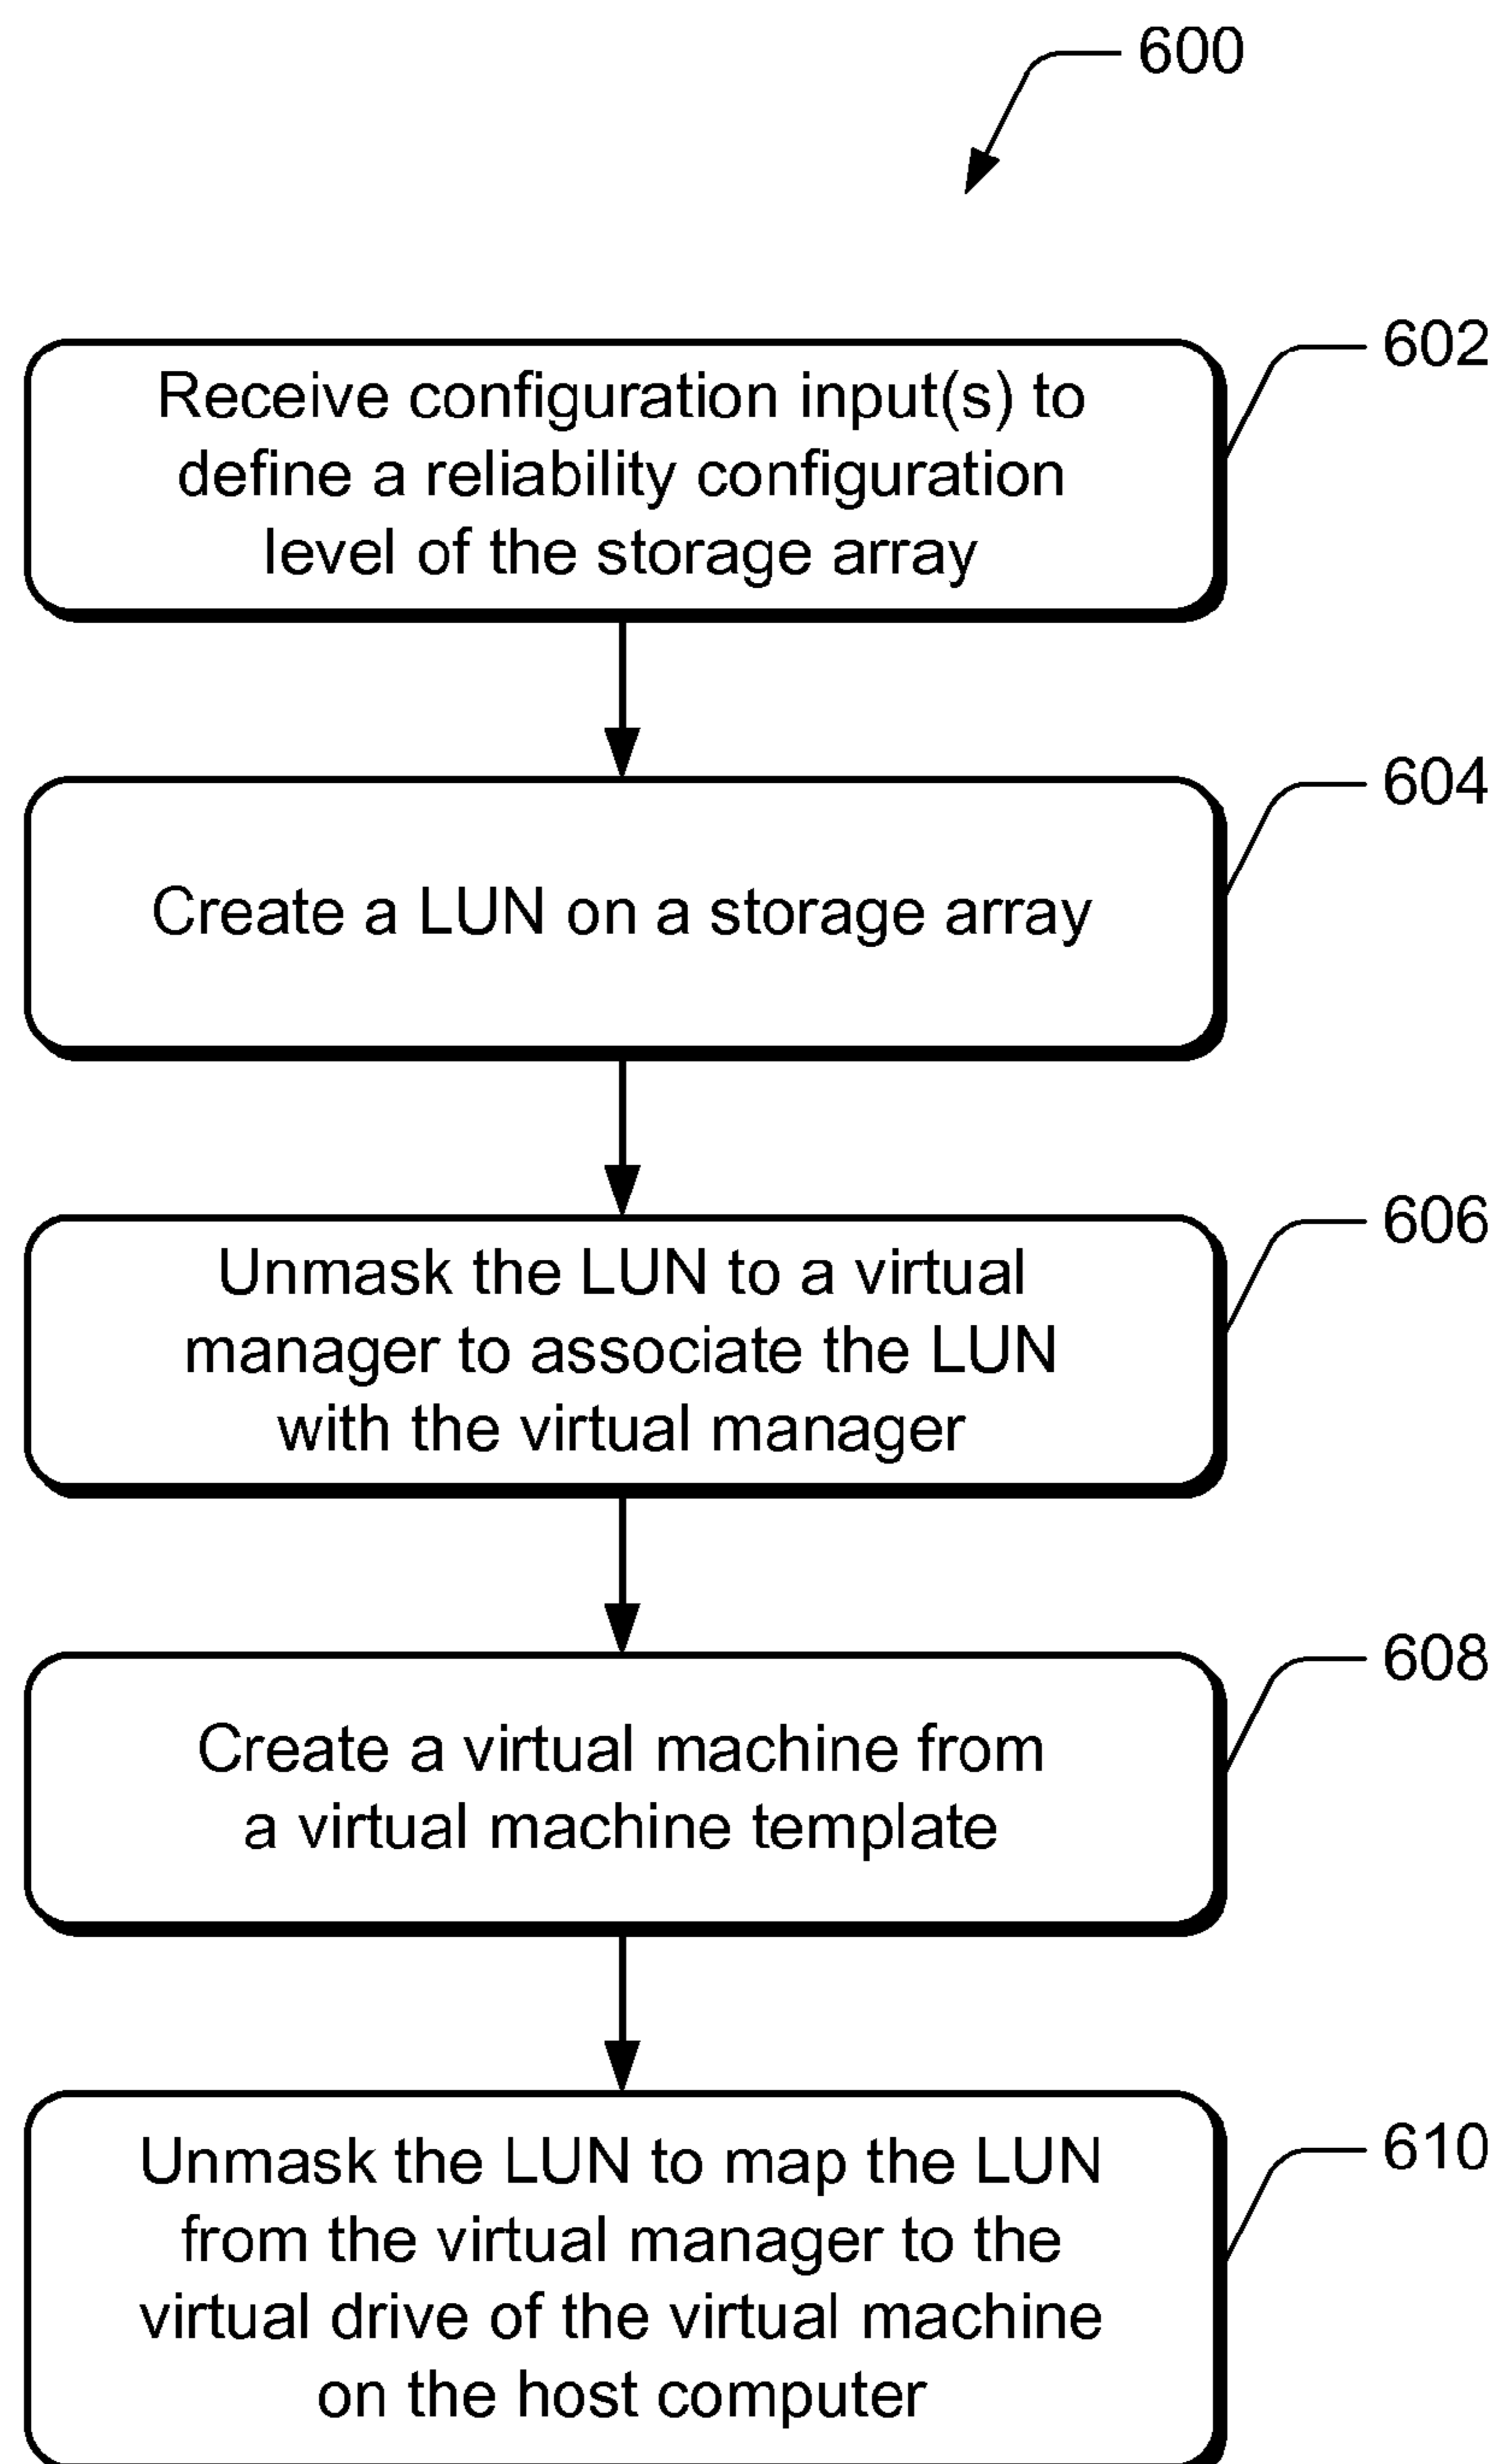 600
602
Receive configuration input(s) to
define a reliability configuration
level of the storage array
604
Create a LUN on a storage array
606
Unmask the LUN to a virtual
manager to associate the LUN
with the virtual manager
608
Create a virtual machine from
a virtual machine template
610
Unmask the LUN to map the LUN
from the virtual manager to the
virtual drive of the virtual machine
on the host computer